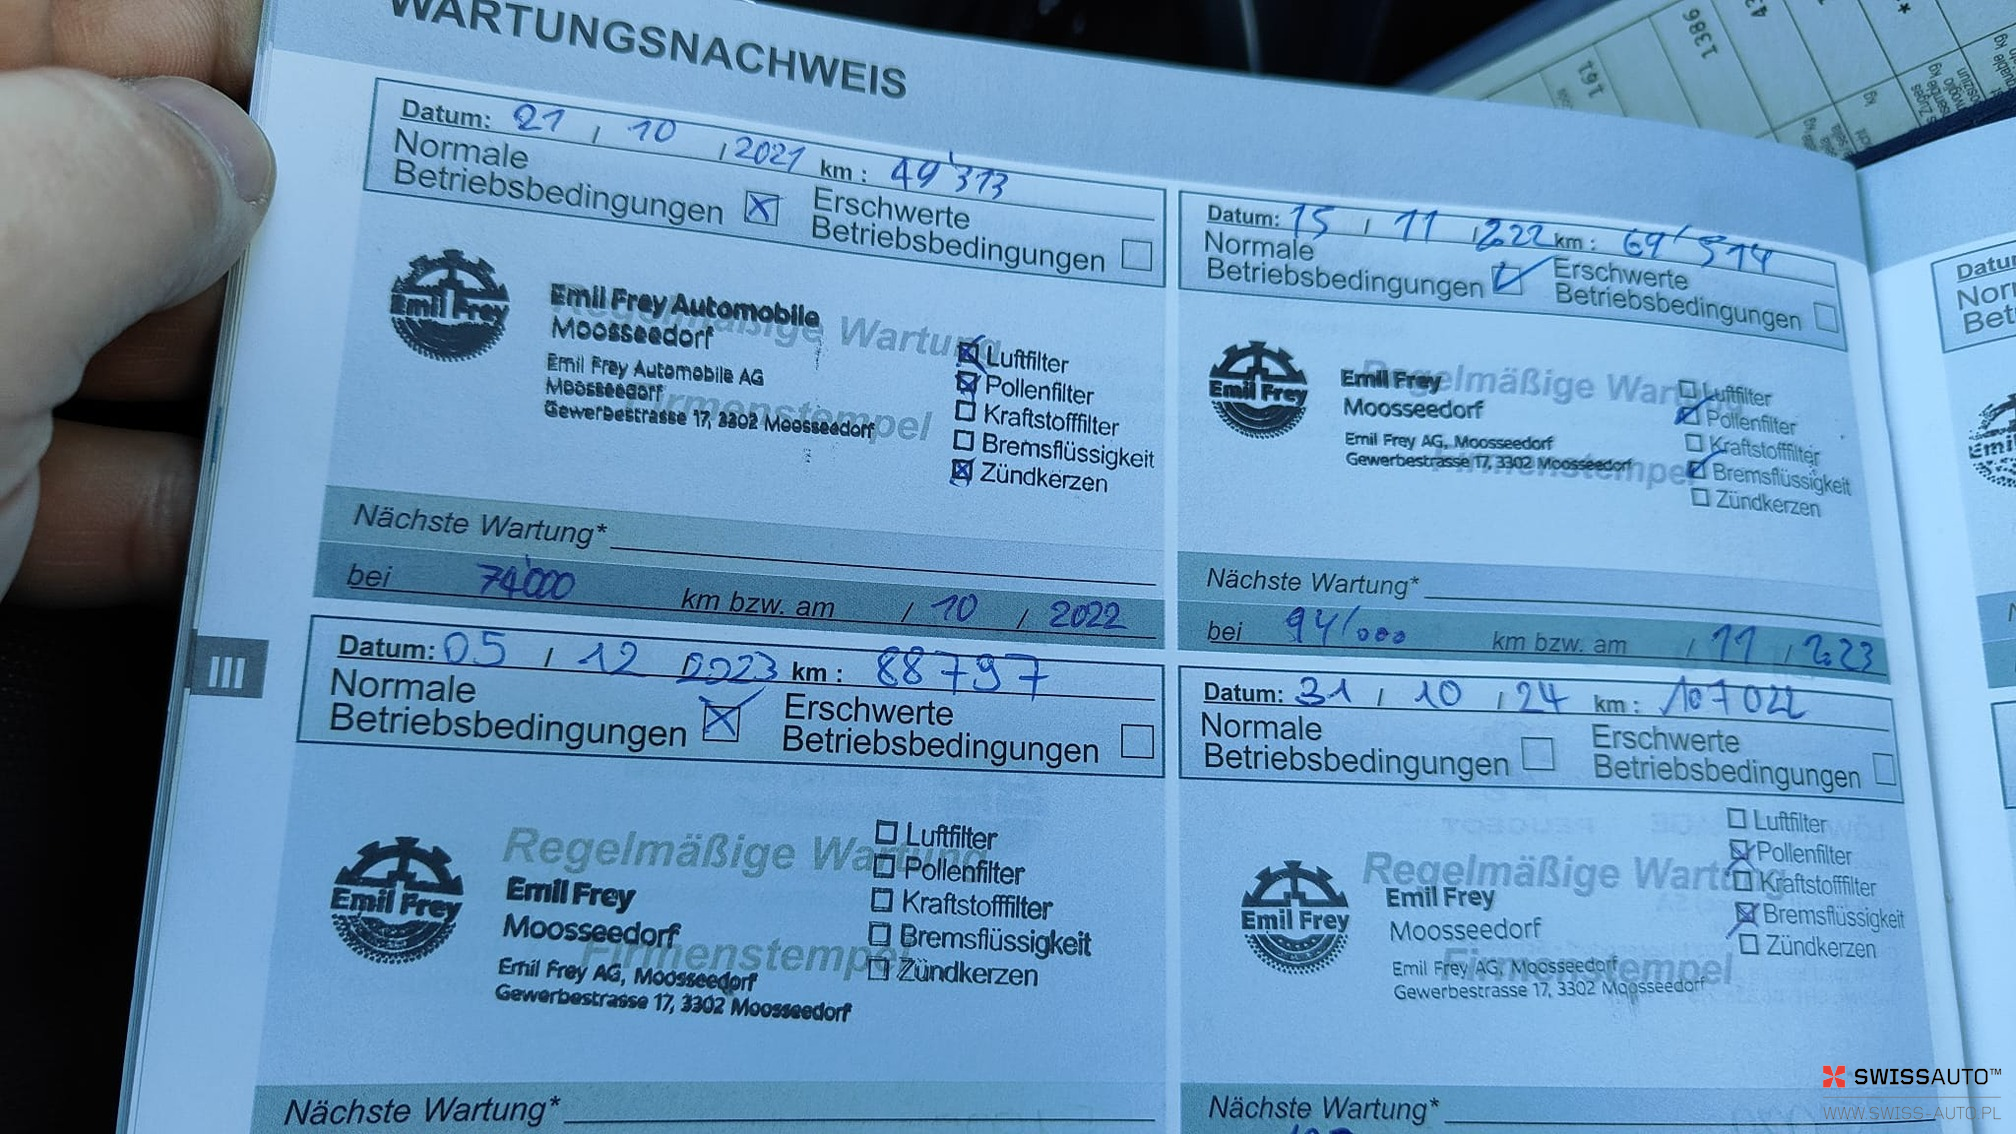 WARTUNGSNACHWEIS
Datum: 21 / 10 / 2021 km : 49'313
Normale Betriebsbedingungen ☒ Erschwerte Betriebsbedingungen ☐
Emil Frey
Emil Frey Automobile
Moosseedorf
Emil Frey Automobile AG
Moosseedorf
Gewerbestrasse 17, 3302 Moosseedorf
Regelmäßige Wartung
Firmenstempel
☒ Luftfilter
☒ Pollenfilter
☐ Kraftstofffilter
☐ Bremsflüssigkeit
☒ Zündkerzen
Nächste Wartung*
bei 74'000 km bzw. am / 10 / 2022
Datum: 15 / 11 / 2022 km : 69'514
Normale Betriebsbedingungen ☑ Erschwerte Betriebsbedingungen ☐
Emil Frey
Emil Frey
Moosseedorf
Emil Frey AG, Moosseedorf
Gewerbestrasse 17, 3302 Moosseedorf
Regelmäßige Wart
Firmenstempel
☐ Luftfilter
☑ Pollenfilter
☐ Kraftstofffilter
☑ Bremsflüssigkeit
☐ Zündkerzen
Nächste Wartung*
bei 94'000 km bzw. am / 11 / 2023
Datum: 05 / 12 2023 km : 88797
Normale Betriebsbedingungen ☒ Erschwerte Betriebsbedingungen ☐
Emil Frey
Emil Frey
Moosseedorf
Emil Frey AG, Moosseedorf
Gewerbestrasse 17, 3302 Moosseedorf
Regelmäßige Wartung
Firmenstempel
☐ Luftfilter
☐ Pollenfilter
☐ Kraftstofffilter
☐ Bremsflüssigkeit
☐ Zündkerzen
Nächste Wartung*
Datum: 31 / 10 / 24 km : 107022
Normale Betriebsbedingungen ☐ Erschwerte Betriebsbedingungen ☐
Emil Frey
Emil Frey
Moosseedorf
Emil Frey AG, Moosseedorf
Gewerbestrasse 17, 3302 Moosseedorf
Regelmäßige Wartung
Firmenstempel
☐ Luftfilter
☒ Pollenfilter
☐ Kraftstofffilter
☒ Bremsflüssigkeit
☐ Zündkerzen
Nächste Wartung*
III
1386
161
kg
SWISSAUTO™
WWW.SWISS-AUTO.PL